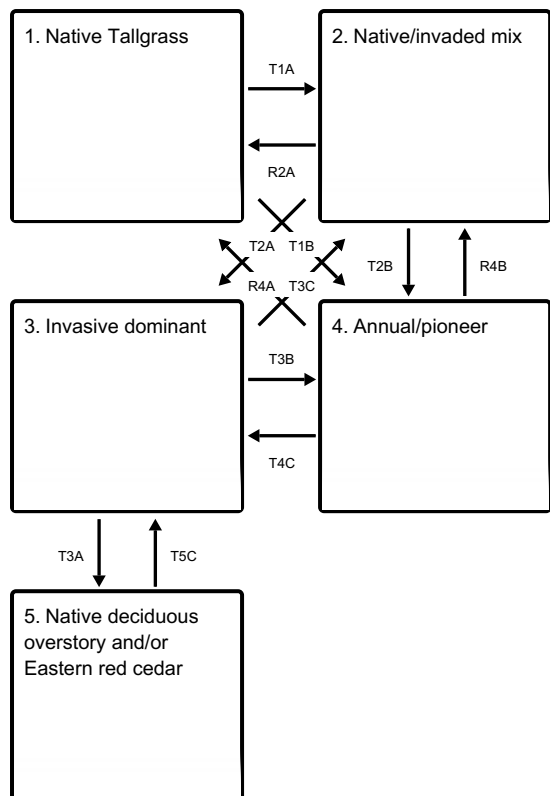 1. Native Tallgrass
2. Native/invaded mix
T1A
R2A
T2A
T1B
R4A
T3C
T2B
R4B
3. Invasive dominant
4. Annual/pioneer
T3B
T4C
T3A
T5C
5. Native deciduous
overstory and/or
Eastern red cedar